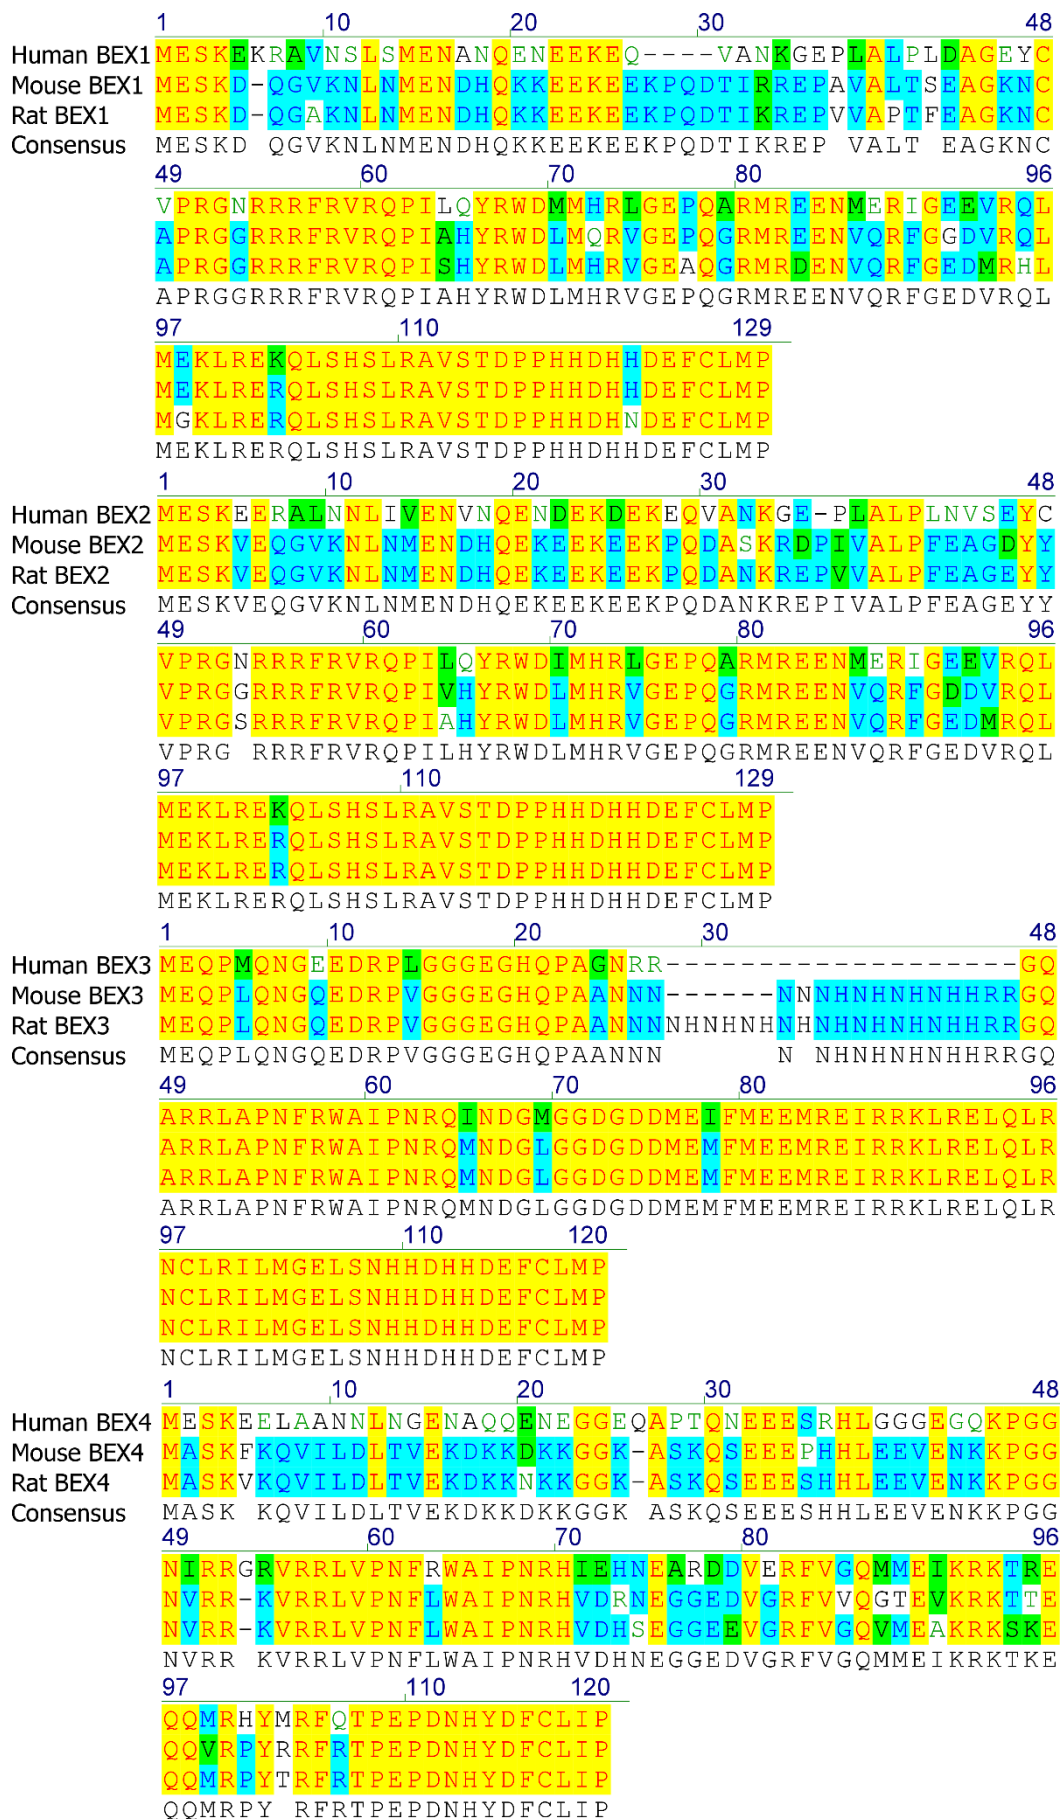 1 10 20 30 48
Human BEX1 MESKEKRAVNSLSMENANQENEEKEQ----VANKGEPLALPLDAGEYC
Mouse BEX1 MESKD-QGVKNLNMENDHQKKEEKEEKPQDTIRREPAVALTSEAGKNC
Rat BEX1 MESKD-QGAKNLNMENDHQKKEEKEEKPQDTIKREPVVAPTFEAGKNC
Consensus MESKD QGVKNLNMENDHQKKEEKEEKPQDTIKREP VALT EAGKNC
49 60 70 80 96
VPRGNRRRFRVRQPILQYRWDMMHRLGEPQARMREENMERIGEEVRQL
APRGGRRRFRVRQPIAHYRWDLMQRVGEPQGRMREENVQRFGGDVRQL
APRGGRRRFRVRQPISHYRWDLMHRVGEAQGRMRDENVQRFGEDMRHL
APRGGRRRFRVRQPIAHYRWDLMHRVGEPQGRMREENVQRFGEDVRQL
97 110 129
MEKLREKQLSHSLRAVSTDPPHHDHHDEFCLMP
MEKLRERQLSHSLRAVSTDPPHHDHHDEFCLMP
MGKLRERQLSHSLRAVSTDPPHHDHNDEFCLMP
MEKLRERQLSHSLRAVSTDPPHHDHHDEFCLMP
1 10 20 30 48
Human BEX2 MESKEERALNNLIVENVNQENDEKDEKEQVANKGE-PLALPLNVSEYC
Mouse BEX2 MESKVEQGVKNLNMENDHQEKEEKEEKPQDASKRDPIVALPFEAGDYY
Rat BEX2 MESKVEQGVKNLNMENDHQEKEEKEEKPQDANKREPVVALPFEAGEYY
Consensus MESKVEQGVKNLNMENDHQEKEEKEEKPQDANKREPIVALPFEAGEYY
49 60 70 80 96
VPRGNRRRFRVRQPILQYRWDIMHRLGEPQARMREENMERIGEEVRQL
VPRGGRRRFRVRQPIVHYRWDLMHRVGEPQGRMREENVQRFGDDVRQL
VPRGSRRRFRVRQPIAHYRWDLMHRVGEPQGRMREENVQRFGEDMRQL
VPRG RRRFRVRQPILHYRWDLMHRVGEPQGRMREENVQRFGEDVRQL
97 110 129
MEKLREKQLSHSLRAVSTDPPHHDHHDEFCLMP
MEKLRERQLSHSLRAVSTDPPHHDHHDEFCLMP
MEKLRERQLSHSLRAVSTDPPHHDHHDEFCLMP
MEKLRERQLSHSLRAVSTDPPHHDHHDEFCLMP
1 10 20 30 48
Human BEX3 MEQPMQNGEEDRPLGGGEGHQPAGNRR-------------------GQ
Mouse BEX3 MEQPLQNGQEDRPVGGGEGHQPAANNN------NNNHNHNHNHHRRGQ
Rat BEX3 MEQPLQNGQEDRPVGGGEGHQPAANNNNHNHNHNHNHNHNHNHHRRGQ
Consensus MEQPLQNGQEDRPVGGGEGHQPAANNN N NHNHNHNHHRRGQ
49 60 70 80 96
ARRLAPNFRWAIPNRQINDGMGGDGDDMEIFMEEMREIRRKLRELQLR
ARRLAPNFRWAIPNRQMNDGLGGDGDDMEMFMEEMREIRRKLRELQLR
ARRLAPNFRWAIPNRQMNDGLGGDGDDMEMFMEEMREIRRKLRELQLR
ARRLAPNFRWAIPNRQMNDGLGGDGDDMEMFMEEMREIRRKLRELQLR
97 110 120
NCLRILMGELSNHHDHHDEFCLMP
NCLRILMGELSNHHDHHDEFCLMP
NCLRILMGELSNHHDHHDEFCLMP
NCLRILMGELSNHHDHHDEFCLMP
1 10 20 30 48
Human BEX4 MESKEELAANNLNGENAQQENEGGEQAPTQNEEESRHLGGGEGQKPGG
Mouse BEX4 MASKFKQVILDLTVEKDKKDKKGGK-ASKQSEEEPHHLEEVENKKPGG
Rat BEX4 MASKVKQVILDLTVEKDKKNKKGGK-ASKQSEEESHHLEEVENKKPGG
Consensus MASK KQVILDLTVEKDKKDKKGGK ASKQSEEESHHLEEVENKKPGG
49 60 70 80 96
NIRRGRVRRLVPNFRWAIPNRHIEHNEARDDVERFVGQMMEIKRKTRE
NVRR-KVRRLVPNFLWAIPNRHVDRNEGGEDVGRFVVQGTEVKRKTTE
NVRR-KVRRLVPNFLWAIPNRHVDHSEGGEEVGRFVGQVMEAKRKSKE
NVRR KVRRLVPNFLWAIPNRHVDHNEGGEDVGRFVGQMMEIKRKTKE
97 110 120
QQMRHYMRFQTPEPDNHYDFCLIP
QQVRPYRRFRTPEPDNHYDFCLIP
QQMRPYTRFRTPEPDNHYDFCLIP
QQMRPY RFRTPEPDNHYDFCLIP